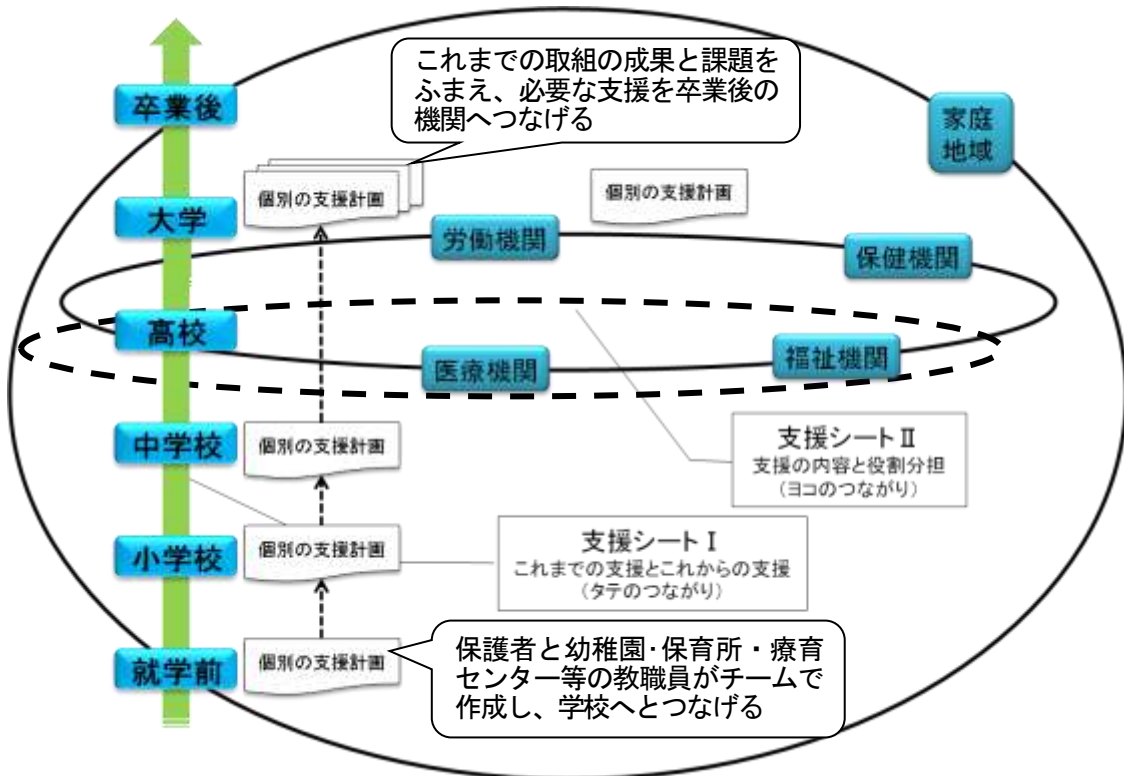 これまでの取組の成果と課題を
ふまえ、必要な支援を卒業後の
機関へつなげる
卒業後
家庭
地域
個別の支援計画
個別の支援計画
大学
労働機関
保健機関
高校
医療機関
福祉機関
中学校
個別の支援計画
支援シートⅡ
支援の内容と役割分担
(ヨコのつながり)
小学校
個別の支援計画
支援シートⅠ
これまでの支援とこれからの支援
(タテのつながり)
就学前
個別の支援計画
保護者と幼稚園･保育所・療育
センター等の教職員がチームで
作成し、学校へとつなげる